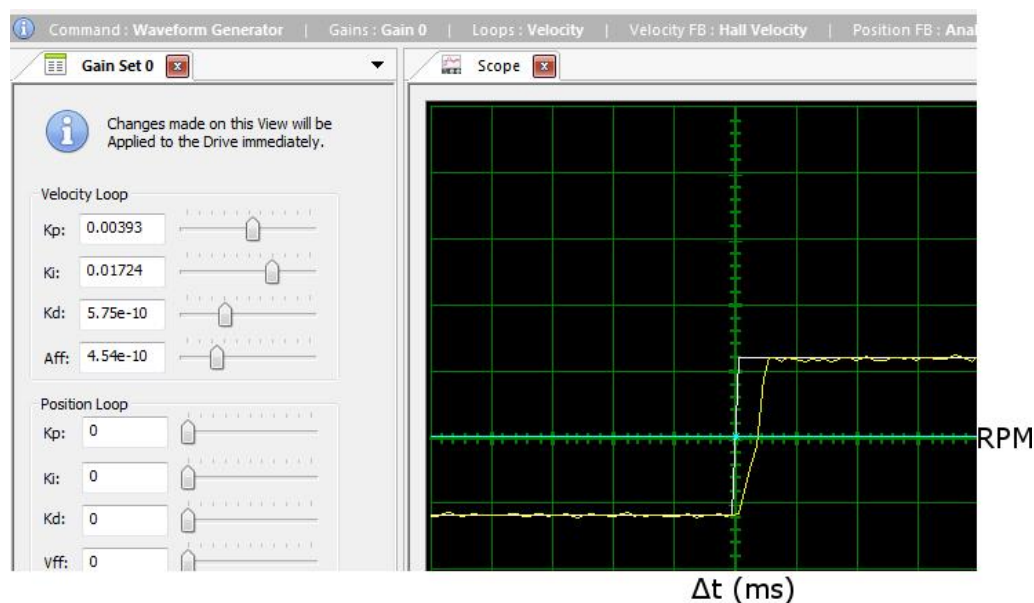 Command : Waveform Generator | Gains : Gain 0 | Loops : Velocity | Velocity FB : Hall Velocity | Position FB :
Gain Set 0
Scope
Changes made on this View will be
Applied to the Drive immediately.
Velocity Loop
Kp: 0.00393
Ki: 0.01724
Kd: 5.75e-10
Aff: 4.54e-10
Position Loop
Kp: 0
Ki: 0
Kd: 0
Vff: 0
RPM
Δt (ms)